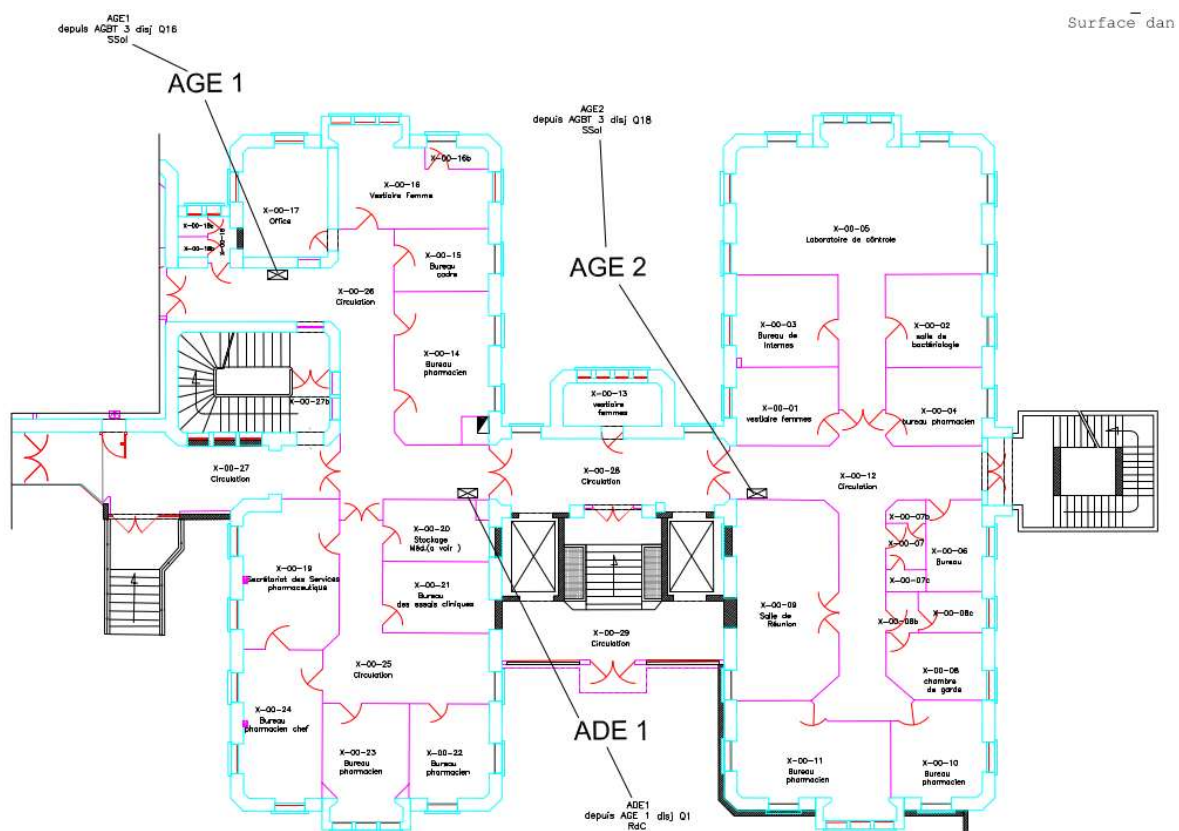 AGE1
depuis AGBT 3 disj Q16
SSol
Surface dan
AGE 1
AGE2
depuis AGBT 3 disj Q18
SSol
X-00-16b
X-00-16
Vestiaire Femme
X-00-17
Office
X-00-05
Laboratoire de côntrole
X-00-15
Bureau
cadre
AGE 2
X-00-26
Circulation
X-00-03
Bureau de
Internes
X-00-02
salle de
bactériologie
X-00-14
Bureau
pharmacien
X-00-13
vestiaire
femmes
X-00-27b
X-00-01
vestiaire femmes
X-00-04
bureau pharmacien
X-00-27
Circulation
X-00-28
Circulation
X-00-12
Circulation
X-00-20
Stockage
Méd.(a voir )
X-00-07b
X-00-07
X-00-06
Bureau
X-00-19
Secrétariat des Services
pharmaceutique
X-00-21
Bureau
des essais cliniques
X-00-07c
X-00-09
Salle de
Réunion
X-00-08b
X-00-08c
X-00-29
Circulation
X-00-25
Circulation
X-00-08
chambre
de garde
X-00-24
Bureau
pharmacien chef
ADE 1
X-00-23
Bureau
pharmacien
X-00-22
Bureau
pharmacien
X-00-11
Bureau
pharmacien
X-00-10
Bureau
pharmacien
ADE1
depuis AGE 1 disj Q1
RdC